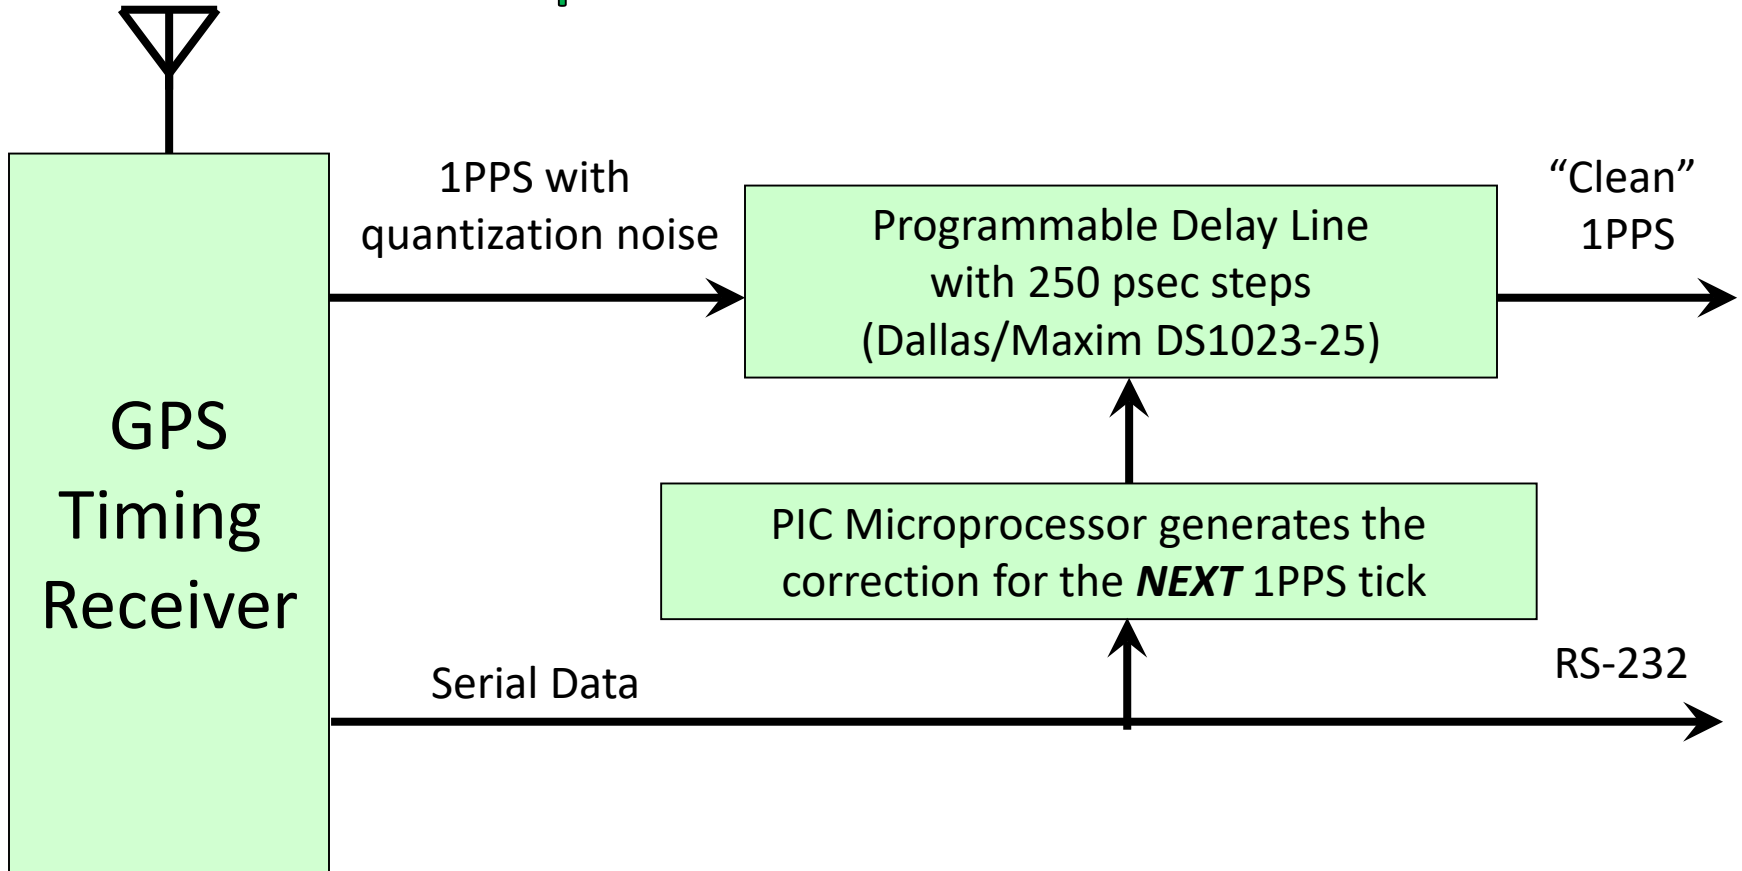 1PPS with
quantization noise
Programmable Delay Line
with 250 psec steps
(Dallas/Maxim DS1023-25)
“Clean”
1PPS
GPS
Timing
Receiver
PIC Microprocessor generates the
correction for the NEXT 1PPS tick
Serial Data
RS-232